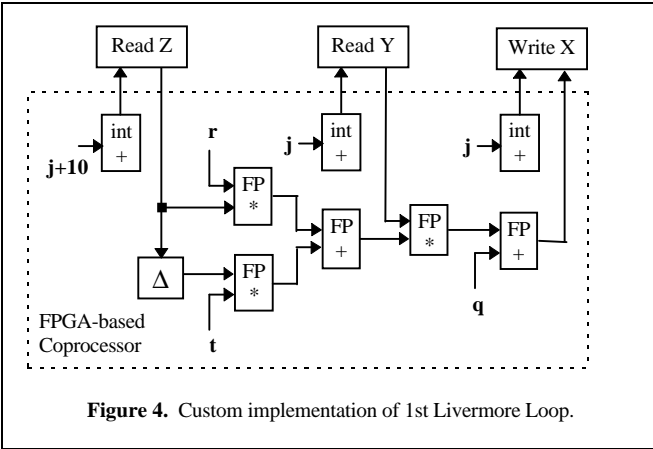 Read Z
Read Y
Write X
int
+
j+10
r
int
+
j
int
+
j
FP
*
FP
+
FP
*
FP
+
Δ
FP
*
t
q
FPGA-based
Coprocessor
Figure 4. Custom implementation of 1st Livermore Loop.